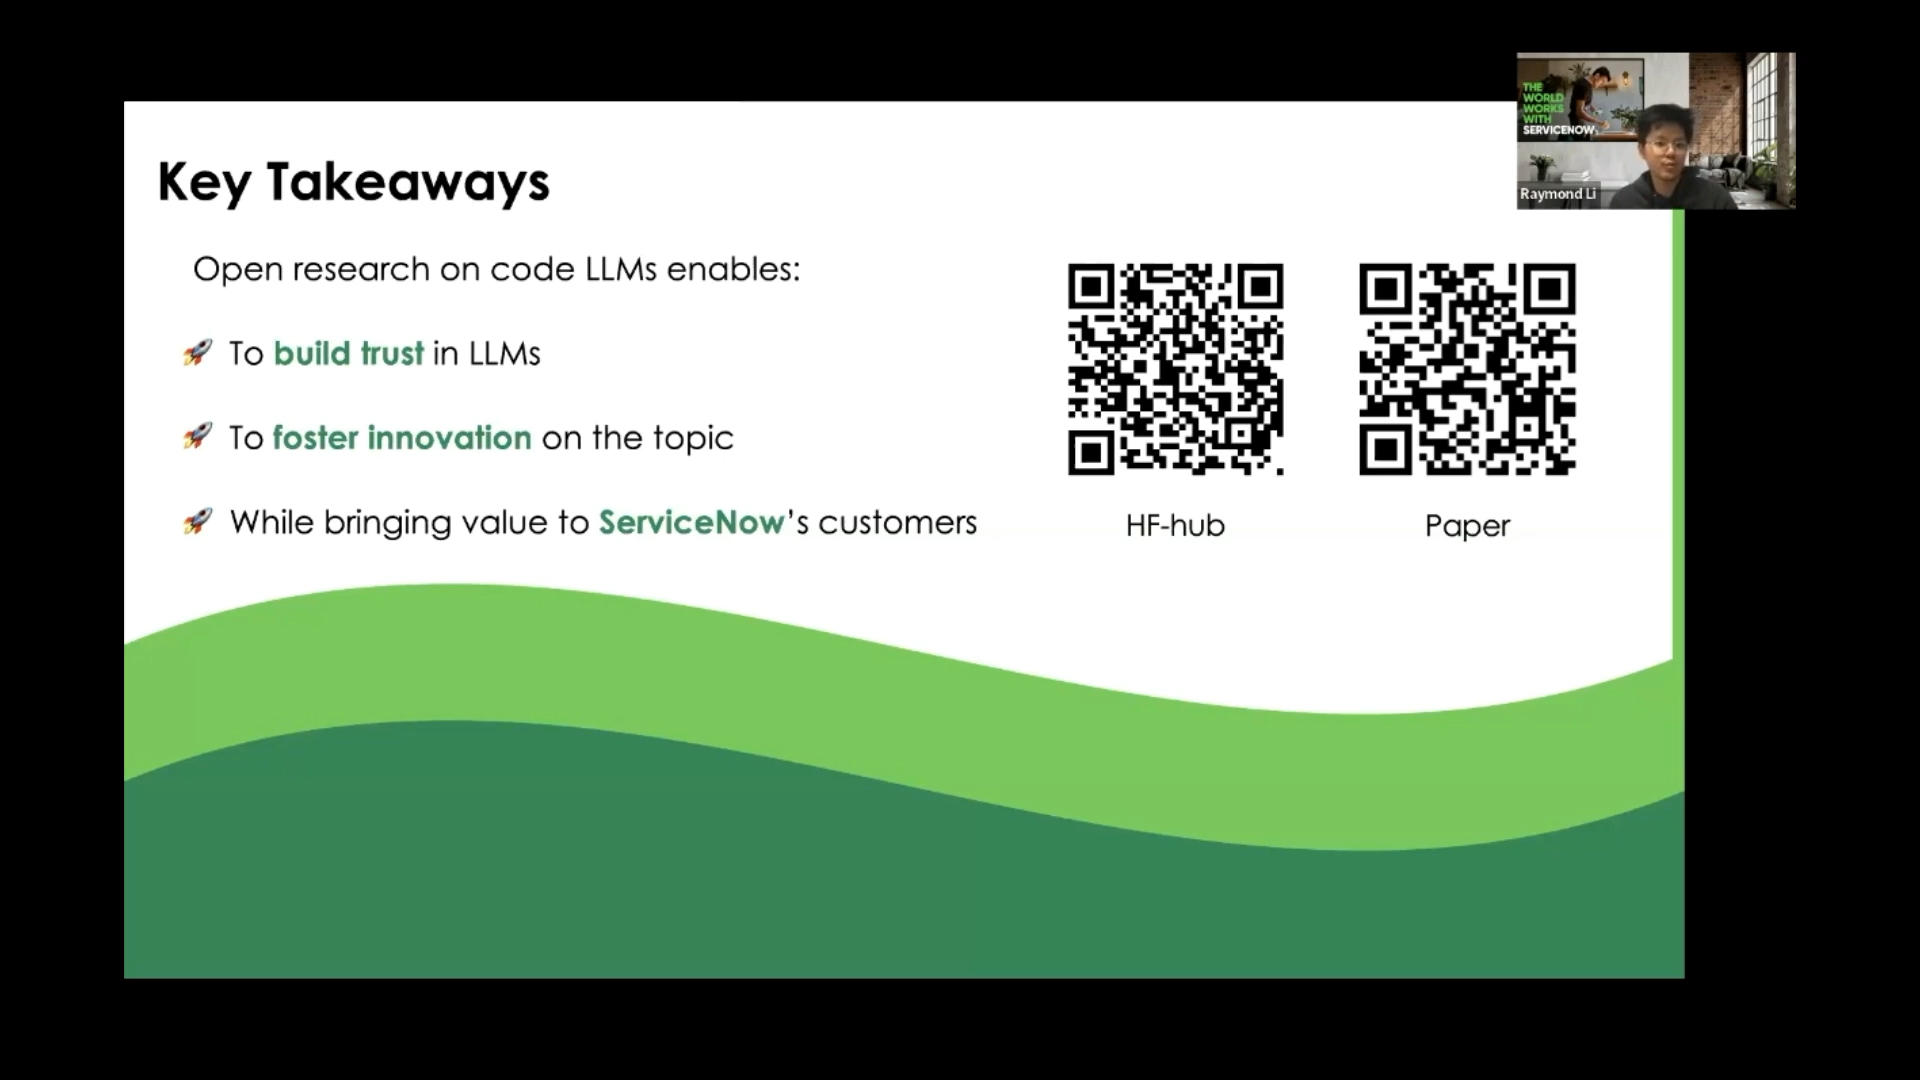 Key Takeaways
Open research on code LLMs enables:
To build trust in LLMs
To foster innovation on the topic
While bringing value to ServiceNow’s customers
HF-hub
Paper
THE
WORLD
WORKS
WITH
SERVICENOW
Raymond Li